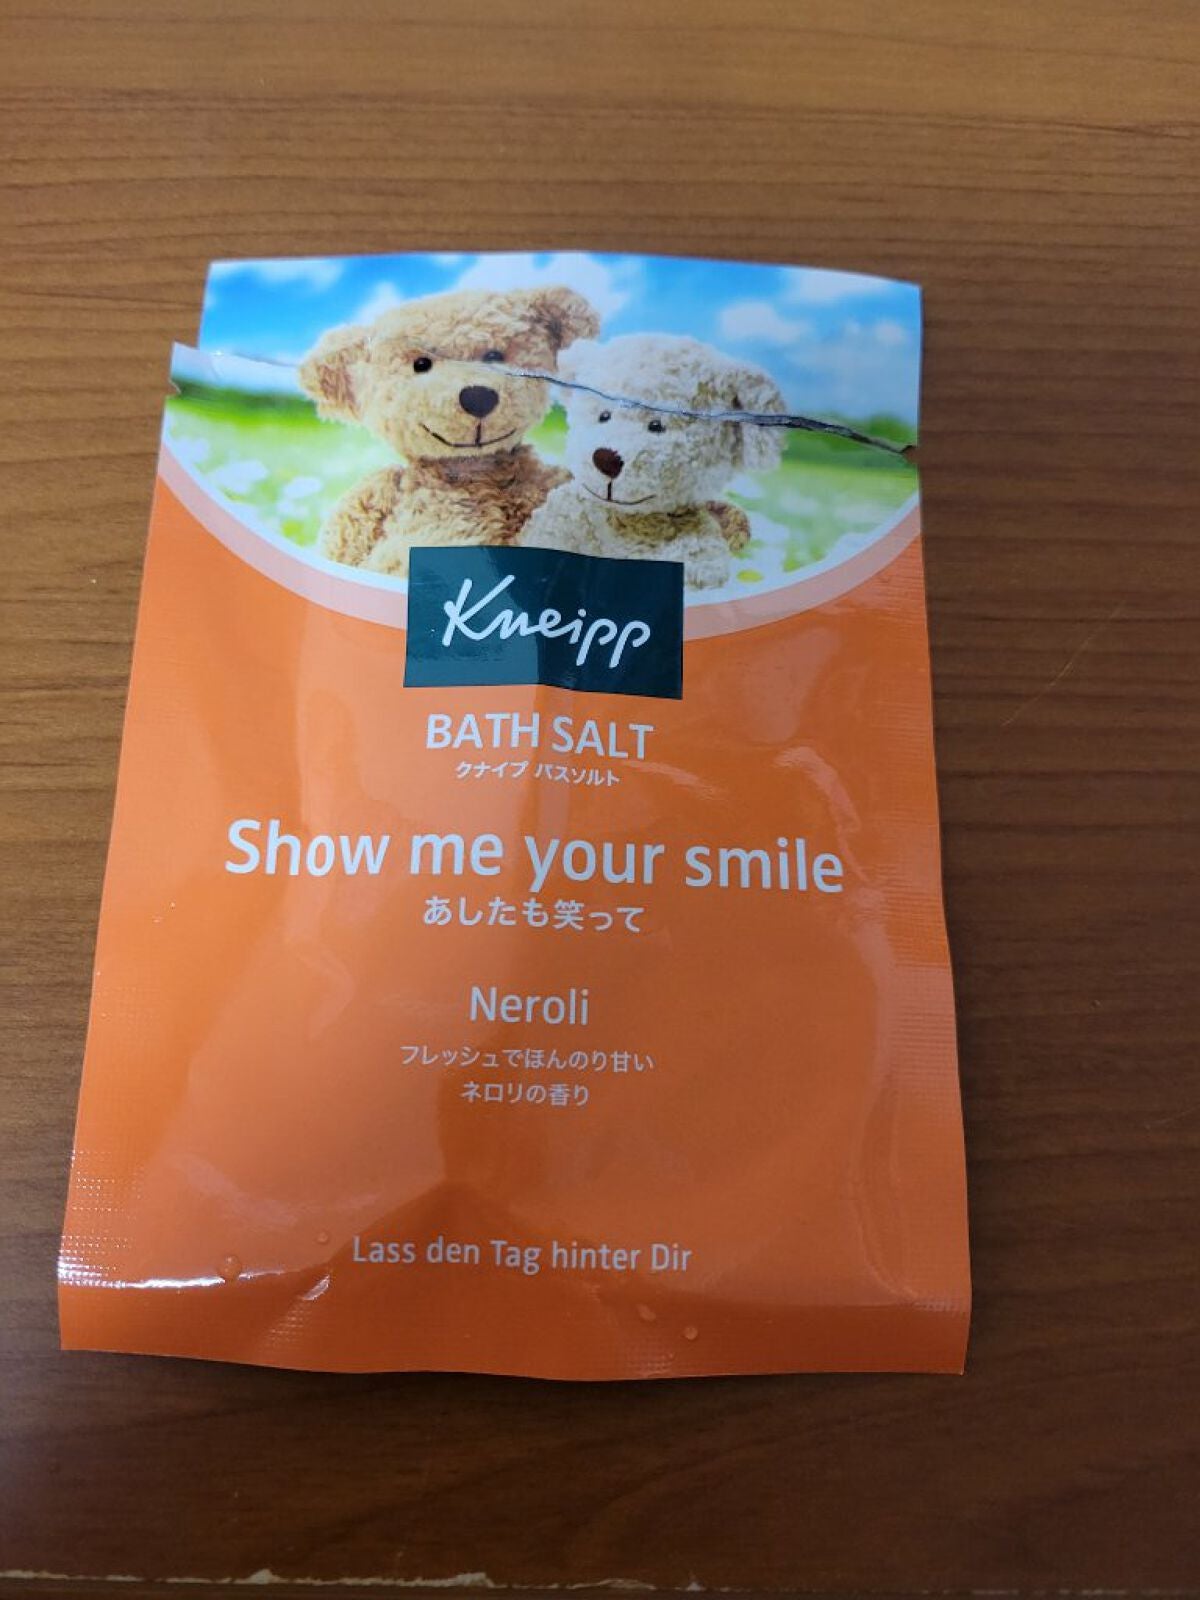 Kneipp
BATH SALT
クナイプ バスソルト
Show me your smile
あしたも笑って
Neroli
フレッシュでほんのり甘い
ネロリの香り
Lass den Tag hinter Dir